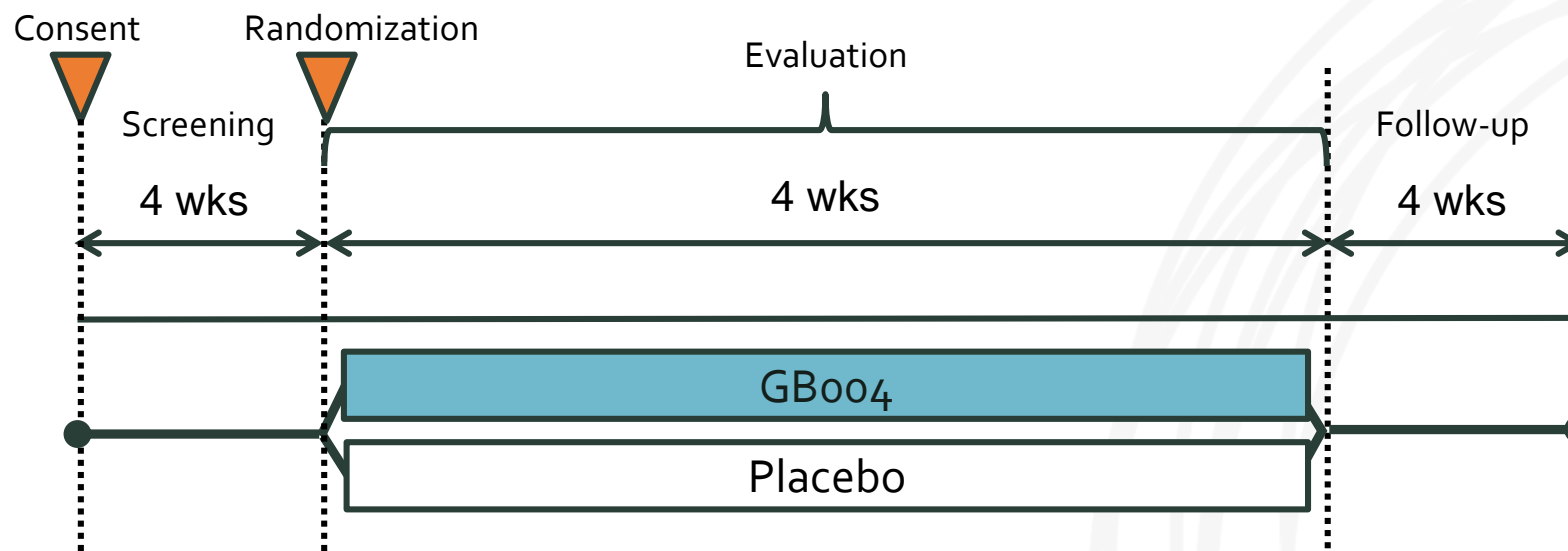 Consent
Randomization
Evaluation
Screening
Follow-up
4 wks
4 wks
4 wks
GB004
Placebo